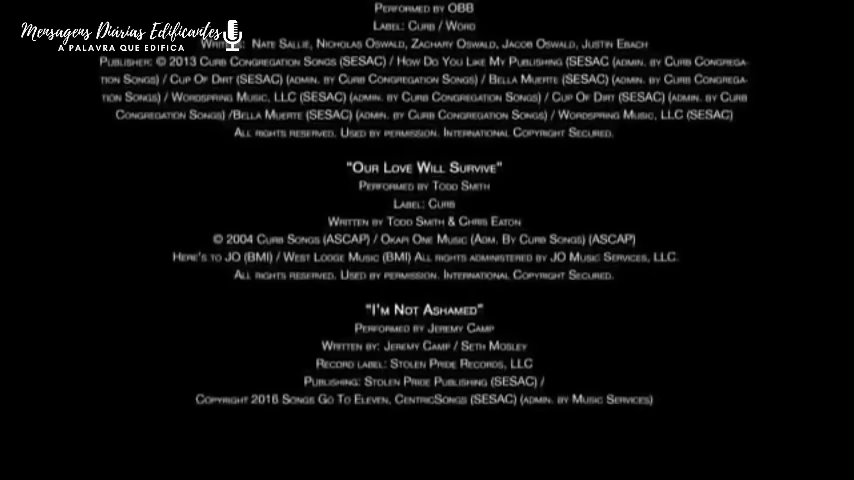 Mensagens Diárias Edificantes
A PALAVRA QUE EDIFICA
PERFORMED BY OBB
LABEL: CURB / WORD
NATE SALLIE, NICHOLAS OSWALD, ZACHARY OSWALD, JACOB OSWALD, JUSTIN EBACH
PUBLISHER: © 2013 CURB CONGREGATION SONGS (SESAC) / HOW DO YOU LIKE MY PUBLISHING (SESAC (ADMIN. BY CURB CONGREGA-
TION SONGS) / CUP OF DIRT (SESAC) (ADMIN. BY CURB CONGREGATION SONGS) / BELLA MUERTE (SESAC) (ADMIN. BY CURB CONGREGA-
TION SONGS) / WORDSPRING MUSIC, LLC (SESAC) (ADMIN. BY CURB CONGREGATION SONGS) / CUP OF DIRT (SESAC) (ADMIN. BY CURB
CONGREGATION SONGS) /BELLA MUERTE (SESAC) (ADMIN. BY CURB CONGREGATION SONGS) / WORDSPRING MUSIC, LLC (SESAC)
ALL RIGHTS RESERVED. USED BY PERMISSION. INTERNATIONAL COPYRIGHT SECURED.
"OUR LOVE WILL SURVIVE"
PERFORMED BY TODD SMITH
LABEL: CURB
WRITTEN BY TODD SMITH & CHRIS EATON
© 2004 CURB SONGS (ASCAP) / OKAPI ONE MUSIC (ADM. BY CURB SONGS) (ASCAP)
HERE'S TO JO (BMI) / WEST LODGE MUSIC (BMI) ALL RIGHTS ADMINISTERED BY JO MUSIC SERVICES, LLC.
ALL RIGHTS RESERVED. USED BY PERMISSION. INTERNATIONAL COPYRIGHT SECURED.
"I'M NOT ASHAMED"
PERFORMED BY JEREMY CAMP
WRITTEN BY: JEREMY CAMP / SETH MOSLEY
RECORD LABEL: STOLEN PRIDE RECORDS, LLC
PUBLISHING: STOLEN PRIDE PUBLISHING (SESAC) /
COPYRIGHT 2016 SONGS GO TO ELEVEN, CENTRICSONGS (SESAC) (ADMIN. BY MUSIC SERVICES)